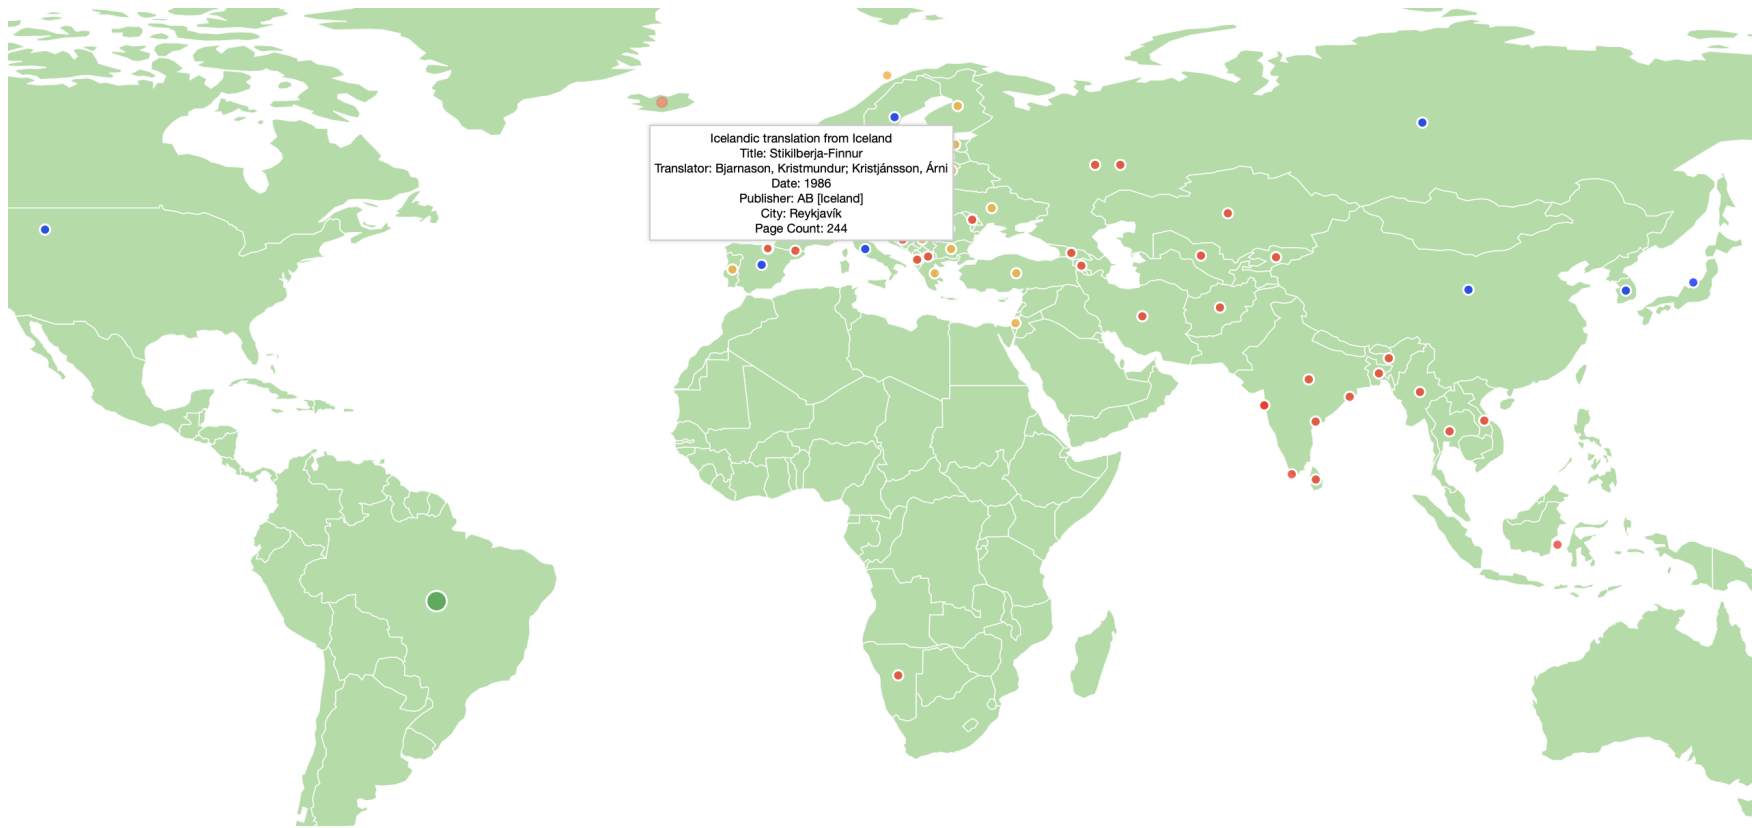 Icelandic translation from Iceland
Title: Stikilberja-Finnur
Translator: Bjarnason, Kristmundur; Kristjánsson, Árni
Date: 1986
Publisher: AB [Iceland]
City: Reykjavík
Page Count: 244